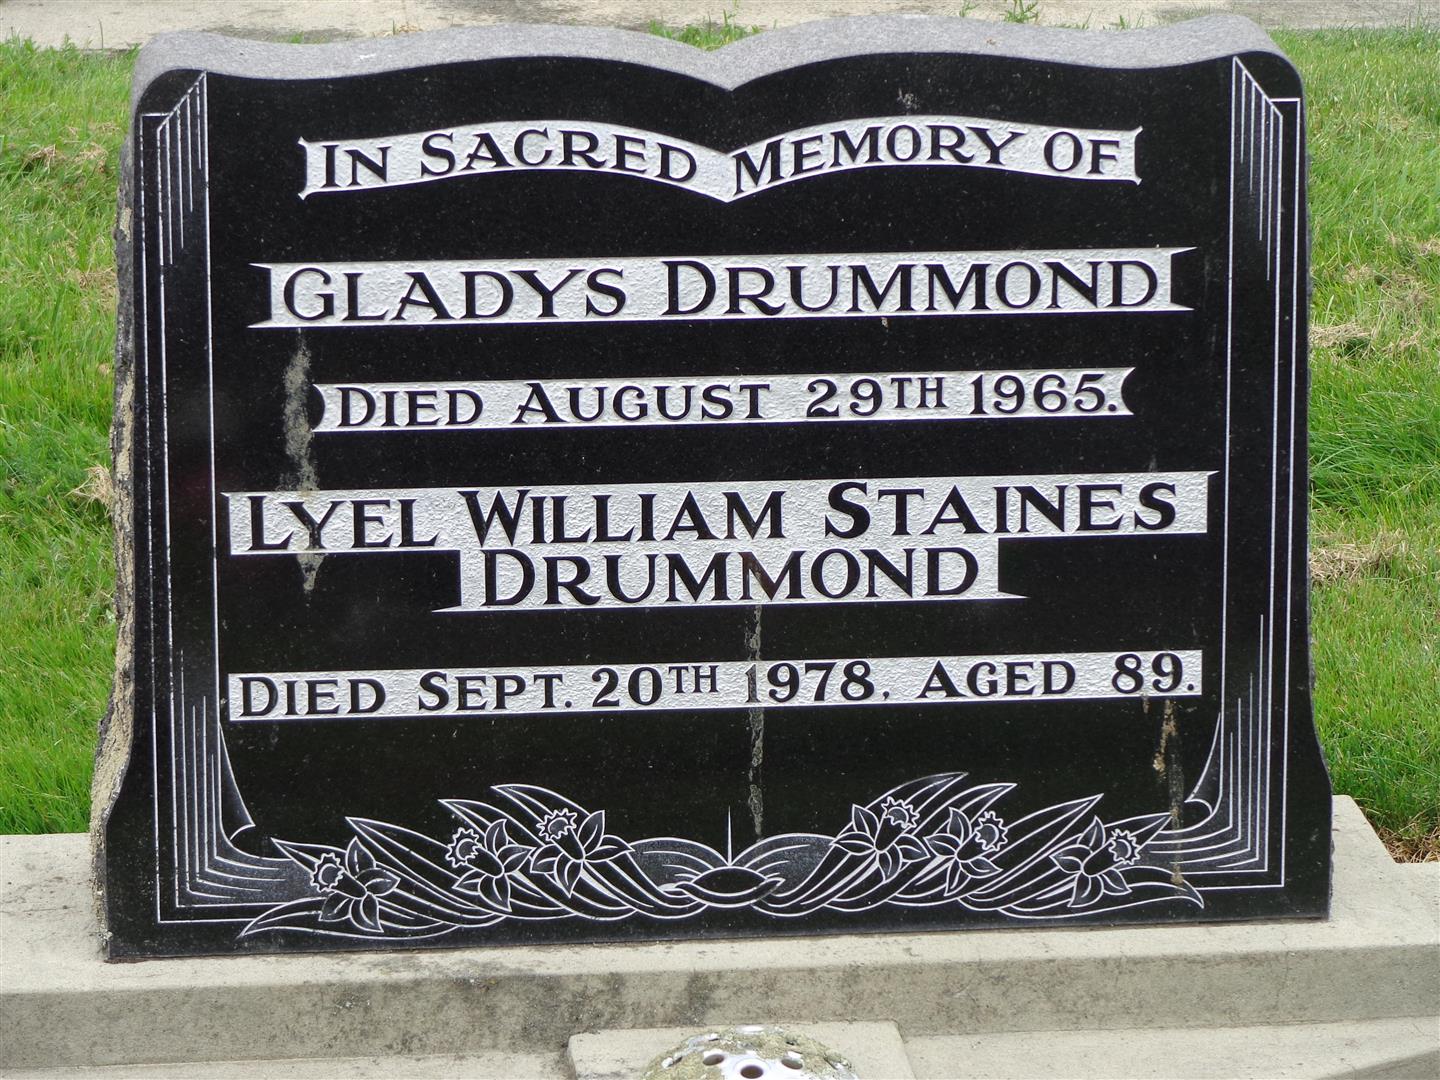 IN SACRED MEMORY OF
GLADYS DRUMMOND
DIED AUGUST 29TH 1965.
LYEL WILLIAM STAINES
DRUMMOND
DIED SEPT. 20TH 1978. AGED 89.